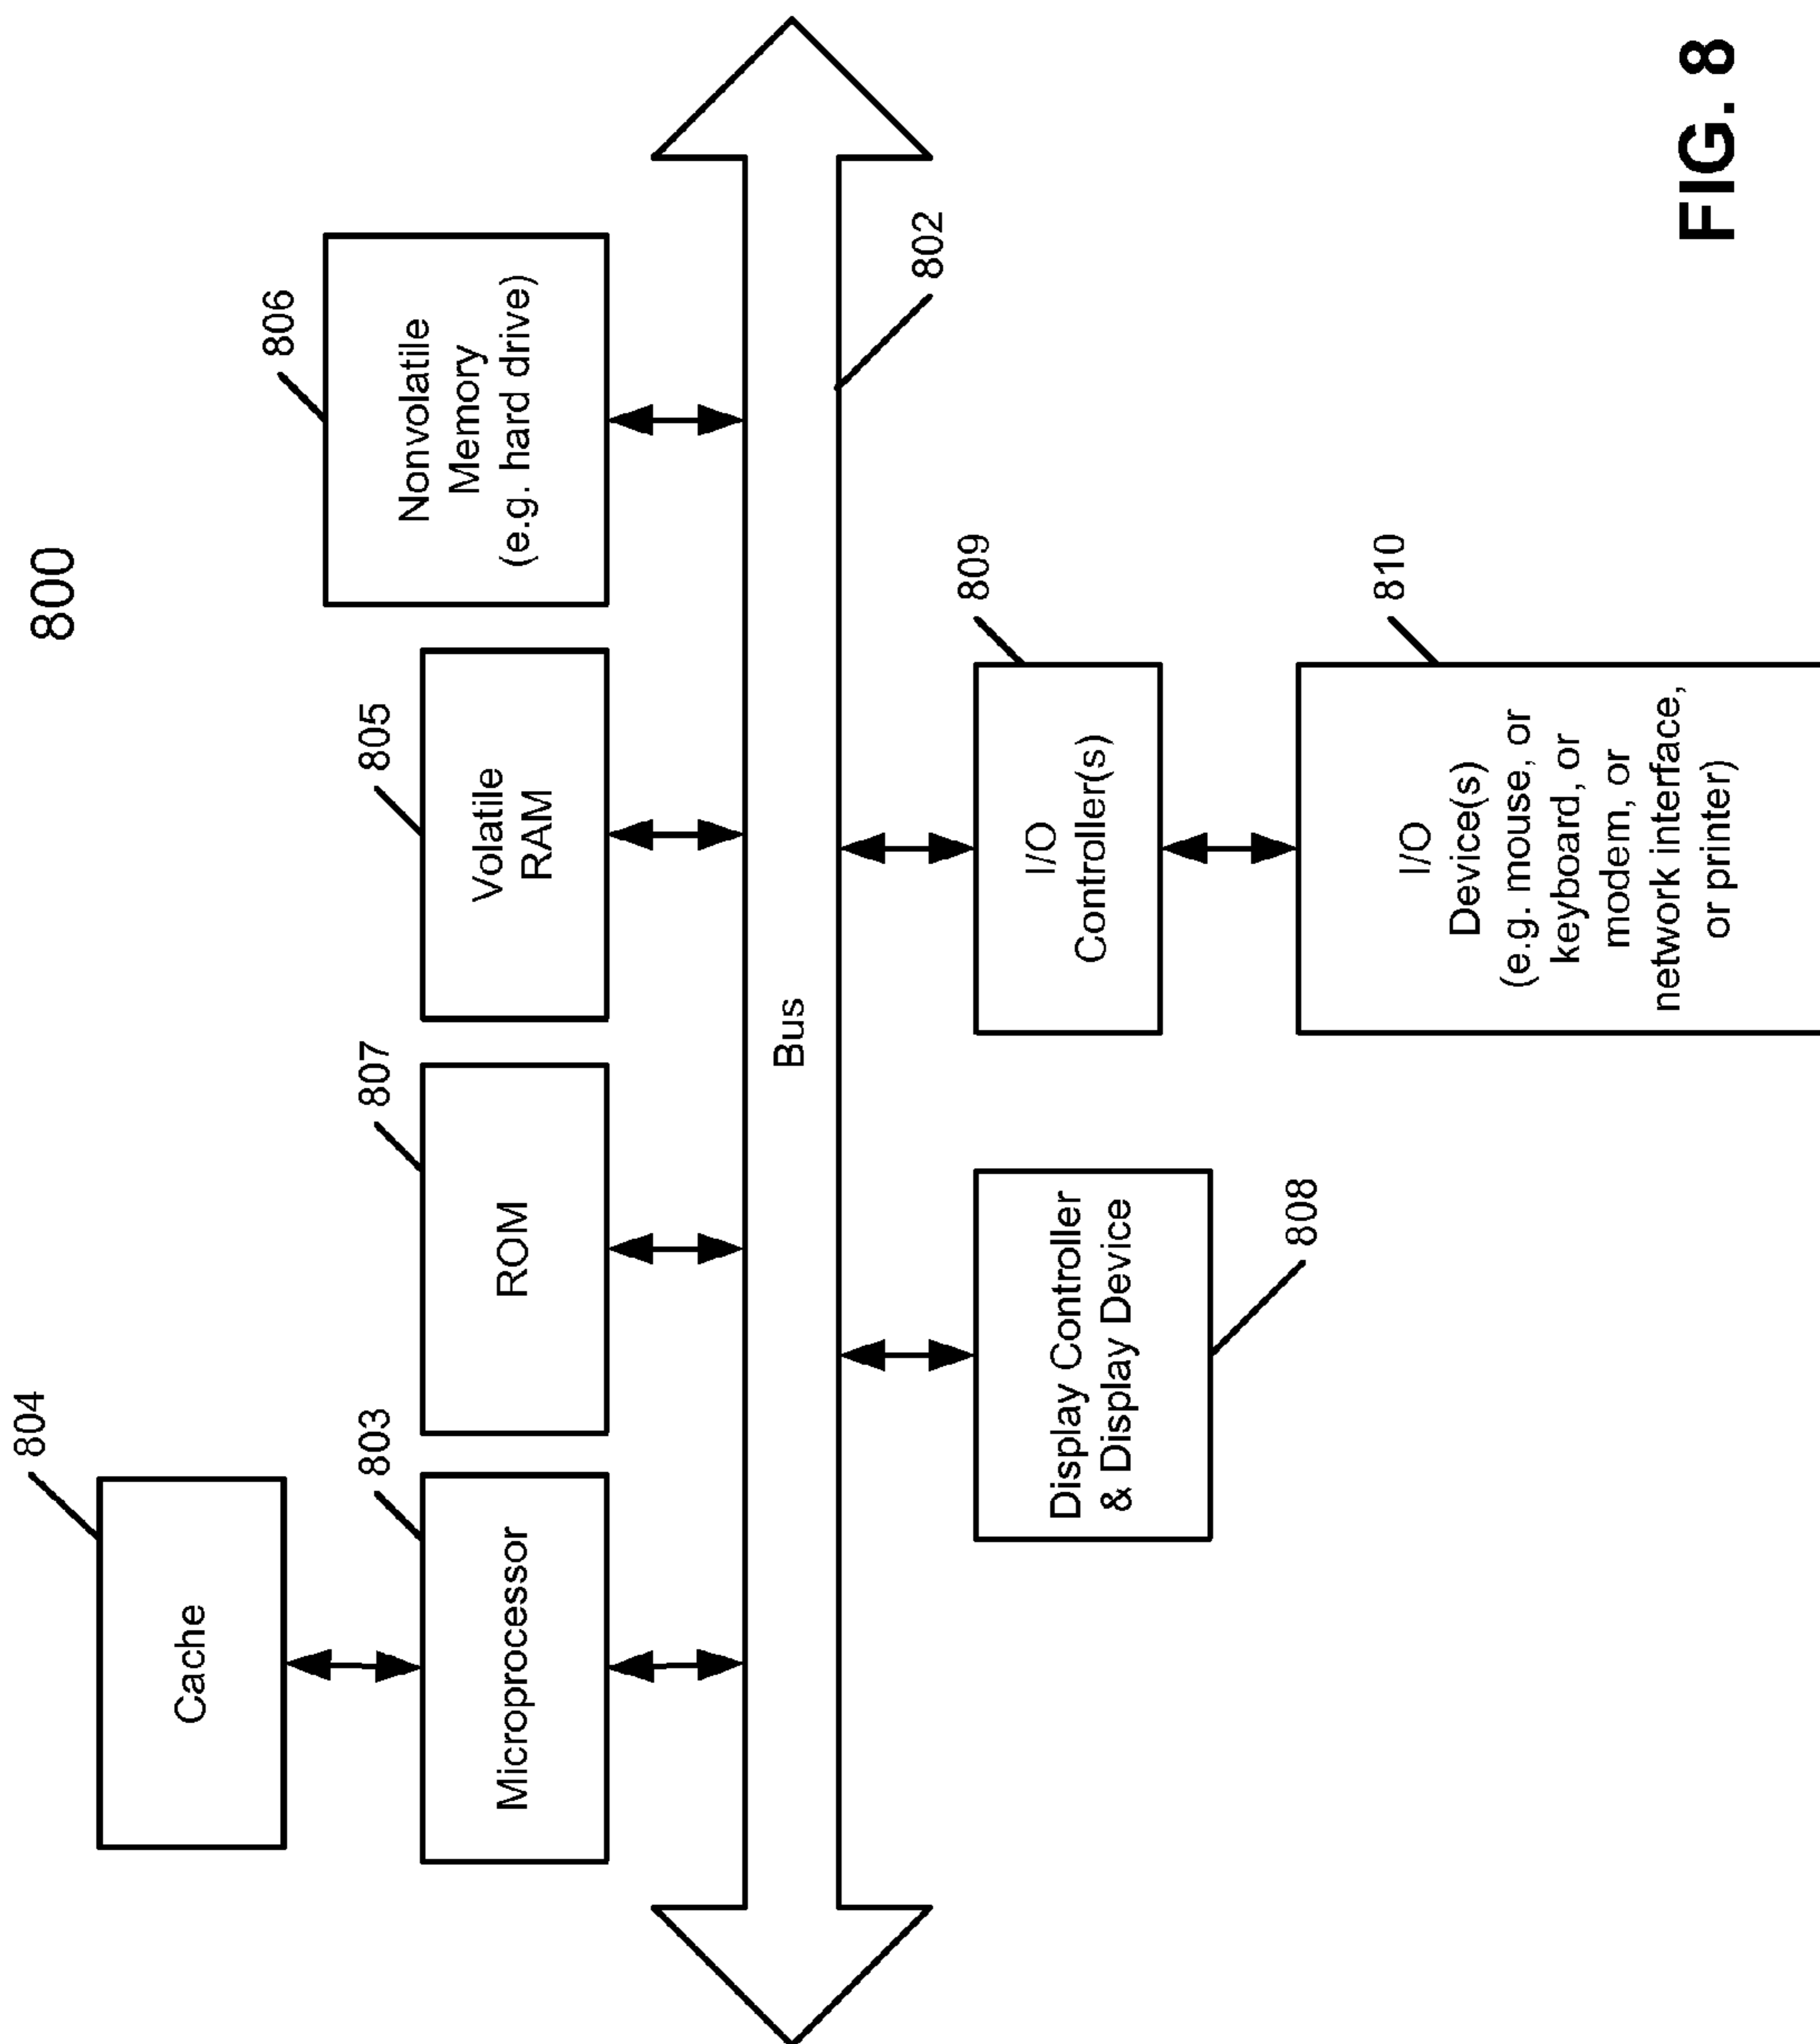 800
804
Cache
803
Microprocessor
807
ROM
805
Volatile
RAM
806
Nonvolatile
Memory
(e.g. hard drive)
Bus
802
Display Controller
& Display Device
808
809
I/O
Controller(s)
810
I/O
Device(s)
(e.g. mouse, or
keyboard, or
modem, or
network interface,
or printer)
FIG. 8